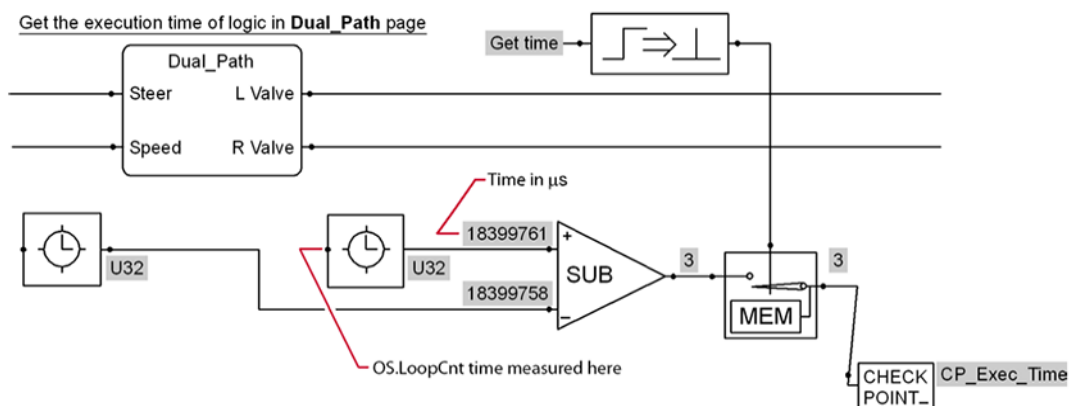 Get the execution time of logic in Dual_Path page
Get time
Dual_Path
Steer
L Valve
Speed
R Valve
Time in μs
18399761
U32
U32
+
SUB
3
3
18399758
–
MEM
OS.LoopCnt time measured here
CHECK
POINT_
CP_Exec_Time